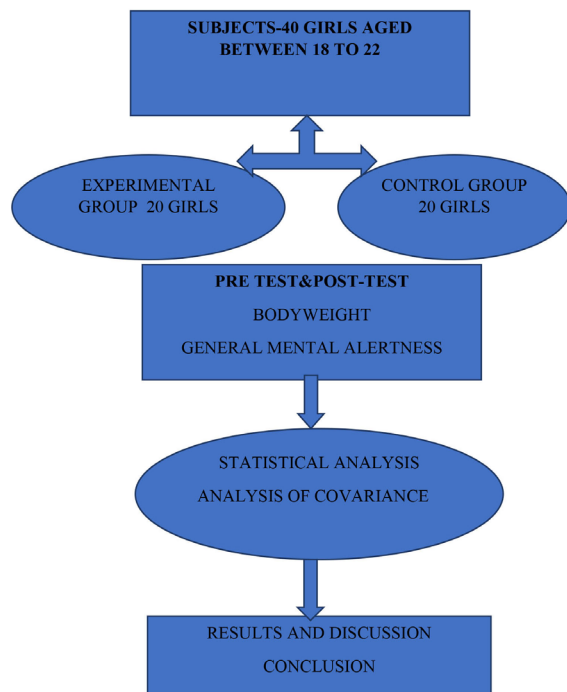 SUBJECTS-40 GIRLS AGED
BETWEEN 18 TO 22
EXPERIMENTAL
GROUP 20 GIRLS
CONTROL GROUP
20 GIRLS
PRE TEST&POST-TEST
BODYWEIGHT
GENERAL MENTAL ALERTNESS
STATISTICAL ANALYSIS
ANALYSIS OF COVARIANCE
RESULTS AND DISCUSSION
CONCLUSION